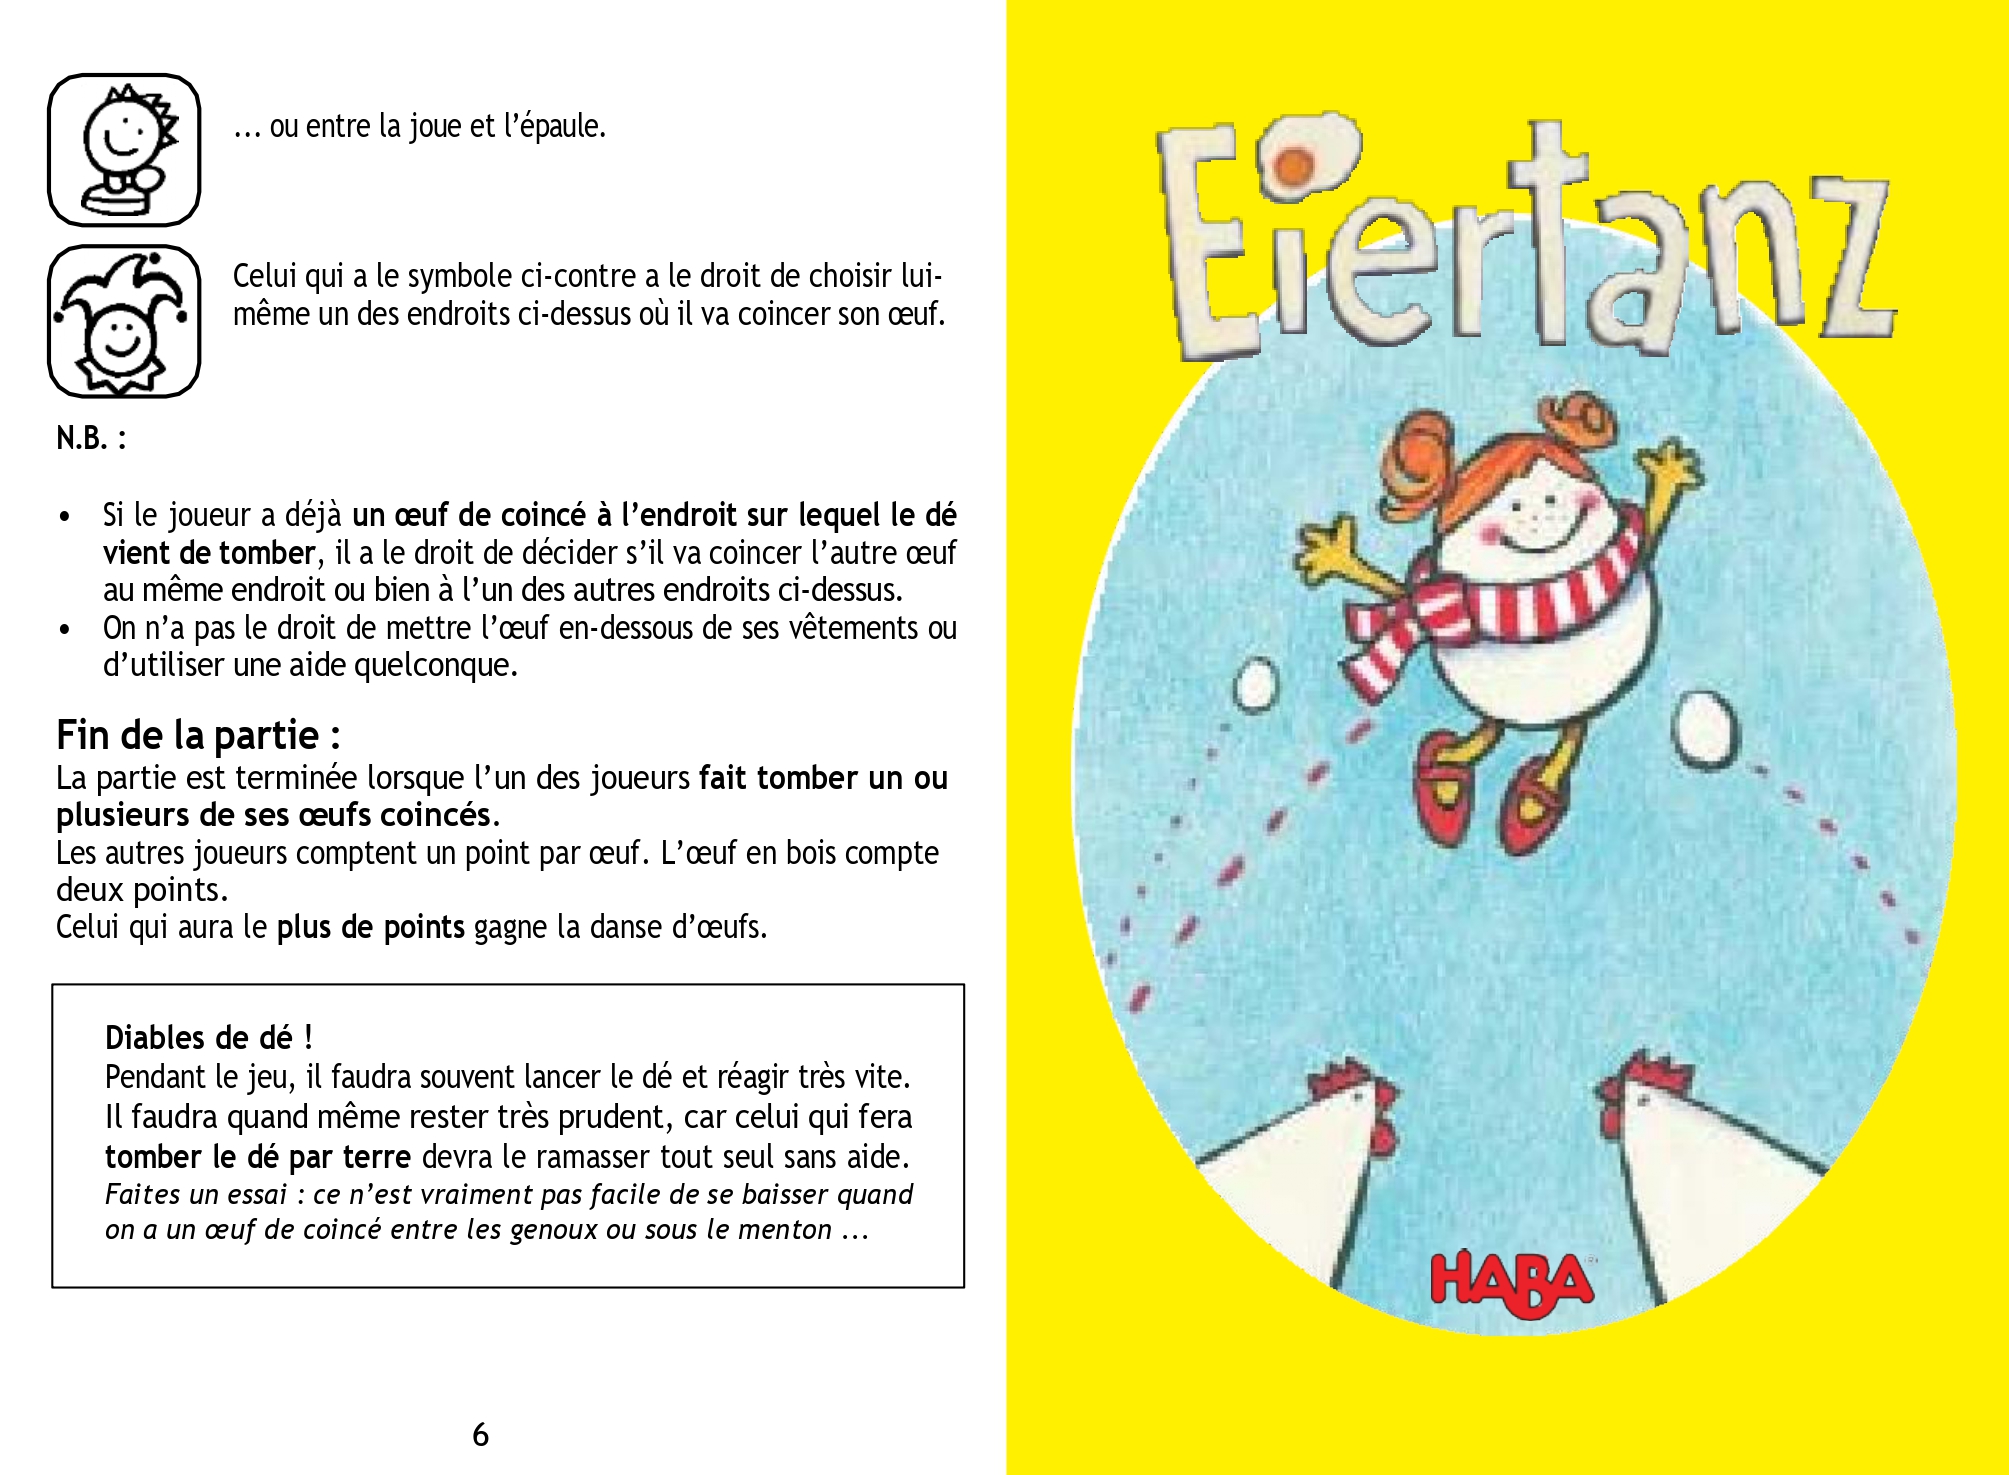 ... ou entre la joue et l’épaule.
Celui qui a le symbole ci-contre a le droit de choisir lui-
même un des endroits ci-dessus où il va coincer son œuf.
N.B. :
• Si le joueur a déjà un œuf de coincé à l’endroit sur lequel le dé
vient de tomber, il a le droit de décider s’il va coincer l’autre œuf
au même endroit ou bien à l’un des autres endroits ci-dessus.
• On n’a pas le droit de mettre l’œuf en-dessous de ses vêtements ou
d’utiliser une aide quelconque.
Fin de la partie :
La partie est terminée lorsque l’un des joueurs fait tomber un ou
plusieurs de ses œufs coincés.
Les autres joueurs comptent un point par œuf. L’œuf en bois compte
deux points.
Celui qui aura le plus de points gagne la danse d’œufs.
Diables de dé !
Pendant le jeu, il faudra souvent lancer le dé et réagir très vite.
Il faudra quand même rester très prudent, car celui qui fera
tomber le dé par terre devra le ramasser tout seul sans aide.
Faites un essai : ce n’est vraiment pas facile de se baisser quand
on a un œuf de coincé entre les genoux ou sous le menton ...
6
Eiertanz
HABA